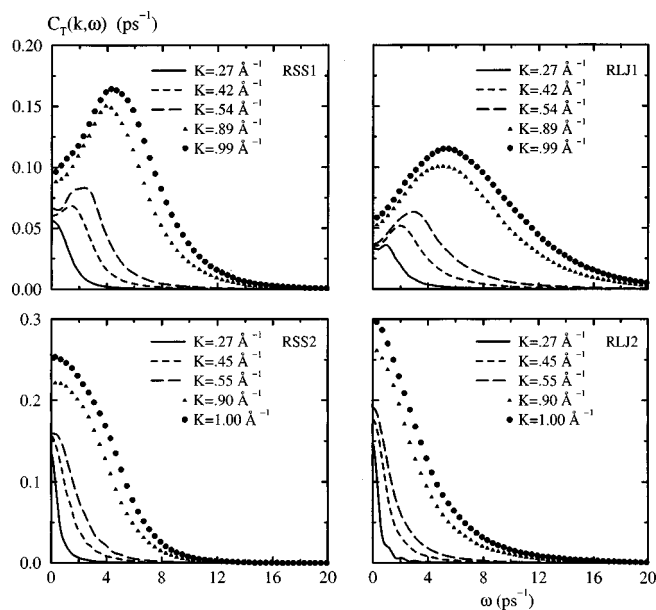 C_T(k,ω) (ps⁻¹)
0.20
0.15
0.10
0.05
0.00
K=.27 Å⁻¹ RSS1
K=.42 Å⁻¹
K=.54 Å⁻¹
K=.89 Å⁻¹
K=.99 Å⁻¹
K=.27 Å⁻¹ RLJ1
K=.42 Å⁻¹
K=.54 Å⁻¹
K=.89 Å⁻¹
K=.99 Å⁻¹
0.3
0.2
0.1
0.0
K=.27 Å⁻¹ RSS2
K=.45 Å⁻¹
K=.55 Å⁻¹
K=.90 Å⁻¹
K=1.00 Å⁻¹
K=.27 Å⁻¹ RLJ2
K=.45 Å⁻¹
K=.55 Å⁻¹
K=.90 Å⁻¹
K=1.00 Å⁻¹
0 4 8 12 16 20
0 4 8 12 16 20
ω (ps⁻¹)